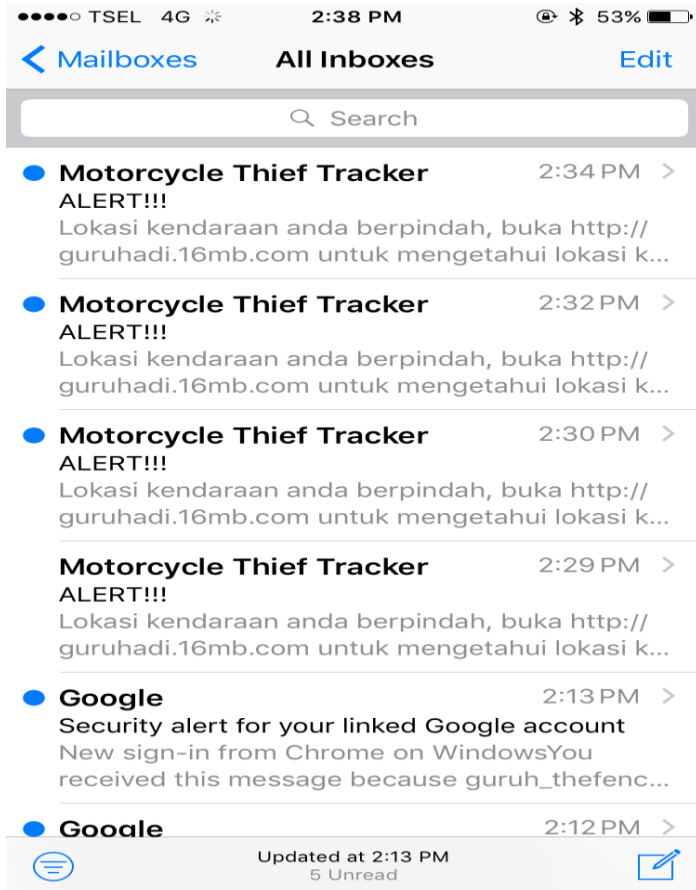 TSEL 4G 2:38 PM 53%
Mailboxes All Inboxes Edit
Search
Motorcycle Thief Tracker 2:34 PM
ALERT!!!
Lokasi kendaraan anda berpindah, buka http://
guruhadi.16mb.com untuk mengetahui lokasi k...
Motorcycle Thief Tracker 2:32 PM
ALERT!!!
Lokasi kendaraan anda berpindah, buka http://
guruhadi.16mb.com untuk mengetahui lokasi k...
Motorcycle Thief Tracker 2:30 PM
ALERT!!!
Lokasi kendaraan anda berpindah, buka http://
guruhadi.16mb.com untuk mengetahui lokasi k...
Motorcycle Thief Tracker 2:29 PM
ALERT!!!
Lokasi kendaraan anda berpindah, buka http://
guruhadi.16mb.com untuk mengetahui lokasi k...
Google 2:13 PM
Security alert for your linked Google account
New sign-in from Chrome on WindowsYou
received this message because guruh_thefenc...
Google 2:12 PM
Updated at 2:13 PM
5 Unread